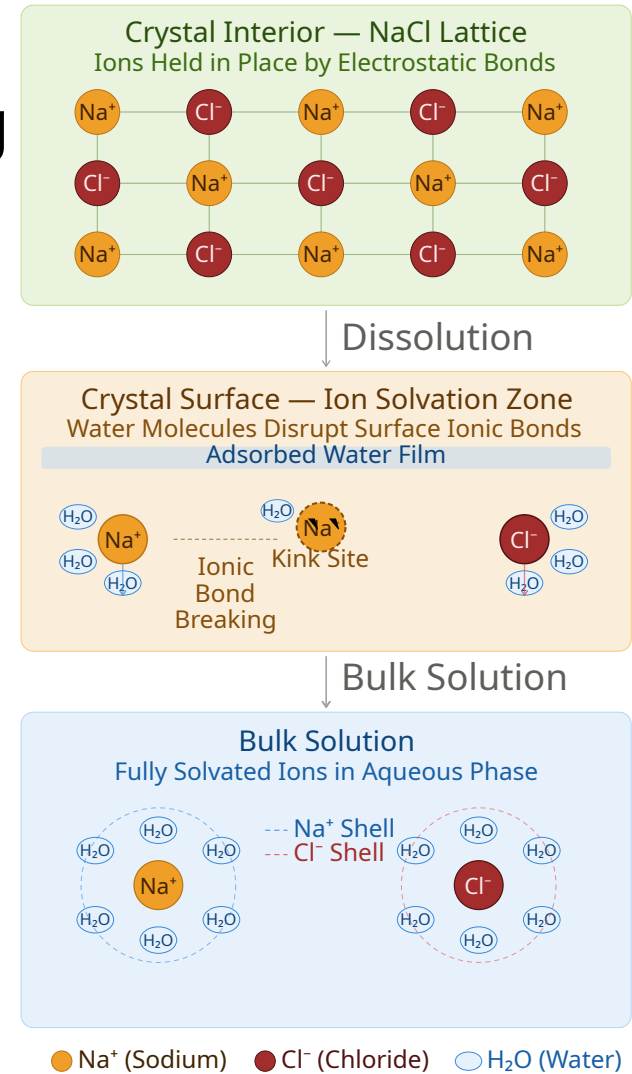 Crystal Interior — NaCl Lattice
Ions Held in Place by Electrostatic Bonds
Na⁺ Cl⁻ Na⁺ Cl⁻ Na⁺
Cl⁻ Na⁺ Cl⁻ Na⁺ Cl⁻
Na⁺ Cl⁻ Na⁺ Cl⁻ Na⁺
Dissolution
Crystal Surface — Ion Solvation Zone
Water Molecules Disrupt Surface Ionic Bonds
Adsorbed Water Film
H₂O H₂O H₂O
Na⁺ Na Cl⁻
H₂O H₂O
H₂O H₂O
Kink Site
Ionic
Bond
Breaking
Bulk Solution
Bulk Solution
Fully Solvated Ions in Aqueous Phase
Na⁺ Shell
Cl⁻ Shell
H₂O H₂O
H₂O H₂O H₂O H₂O
Na⁺ Cl⁻
H₂O H₂O H₂O H₂O
H₂O H₂O
Na⁺ (Sodium) Cl⁻ (Chloride) H₂O (Water)